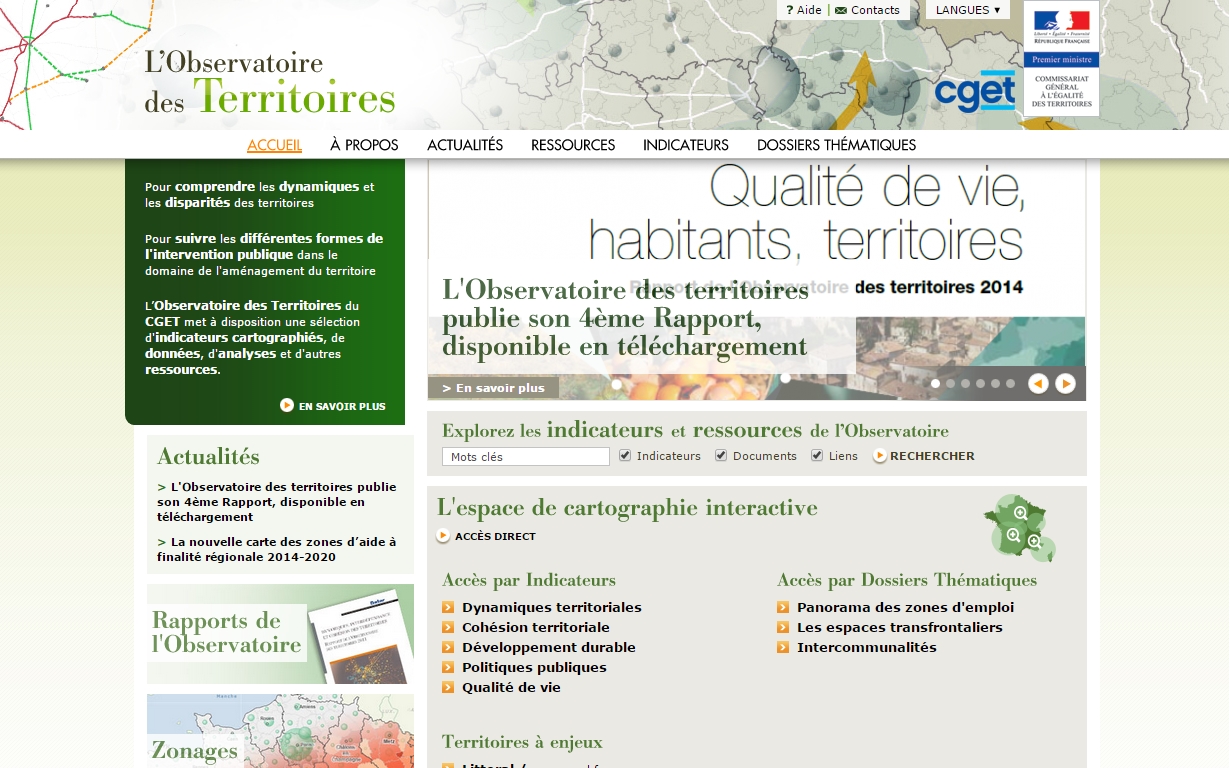 ? Aide | Contacts
LANGUES ▾
L'Observatoire
des Territoires
cget
Liberté • Égalité • Fraternité
RÉPUBLIQUE FRANÇAISE
Premier ministre
COMMISSARIAT
GÉNÉRAL
À L'ÉGALITÉ
DES TERRITOIRES
ACCUEIL
À PROPOS
ACTUALITÉS
RESSOURCES
INDICATEURS
DOSSIERS THÉMATIQUES
Pour comprendre les dynamiques et
les disparités des territoires
Pour suivre les différentes formes de
l'intervention publique dans le
domaine de l'aménagement du territoire
L'Observatoire des Territoires du
CGET met à disposition une sélection
d'indicateurs cartographiés, de
données, d'analyses et d'autres
ressources.
EN SAVOIR PLUS
Qualité de vie,
habitants, territoires
Rapport de l'Observatoire des territoires 2014
L'Observatoire des territoires
publie son 4ème Rapport,
disponible en téléchargement
> En savoir plus
Explorez les indicateurs et ressources de l'Observatoire
Mots clés
Indicateurs
Documents
Liens
RECHERCHER
Actualités
> L'Observatoire des territoires publie
son 4ème Rapport, disponible en
téléchargement
> La nouvelle carte des zones d'aide à
finalité régionale 2014-2020
Rapports de
l'Observatoire
Zonages
L'espace de cartographie interactive
ACCÈS DIRECT
Accès par Indicateurs
Dynamiques territoriales
Cohésion territoriale
Développement durable
Politiques publiques
Qualité de vie
Accès par Dossiers Thématiques
Panorama des zones d'emploi
Les espaces transfrontaliers
Intercommunalités
Territoires à enjeux